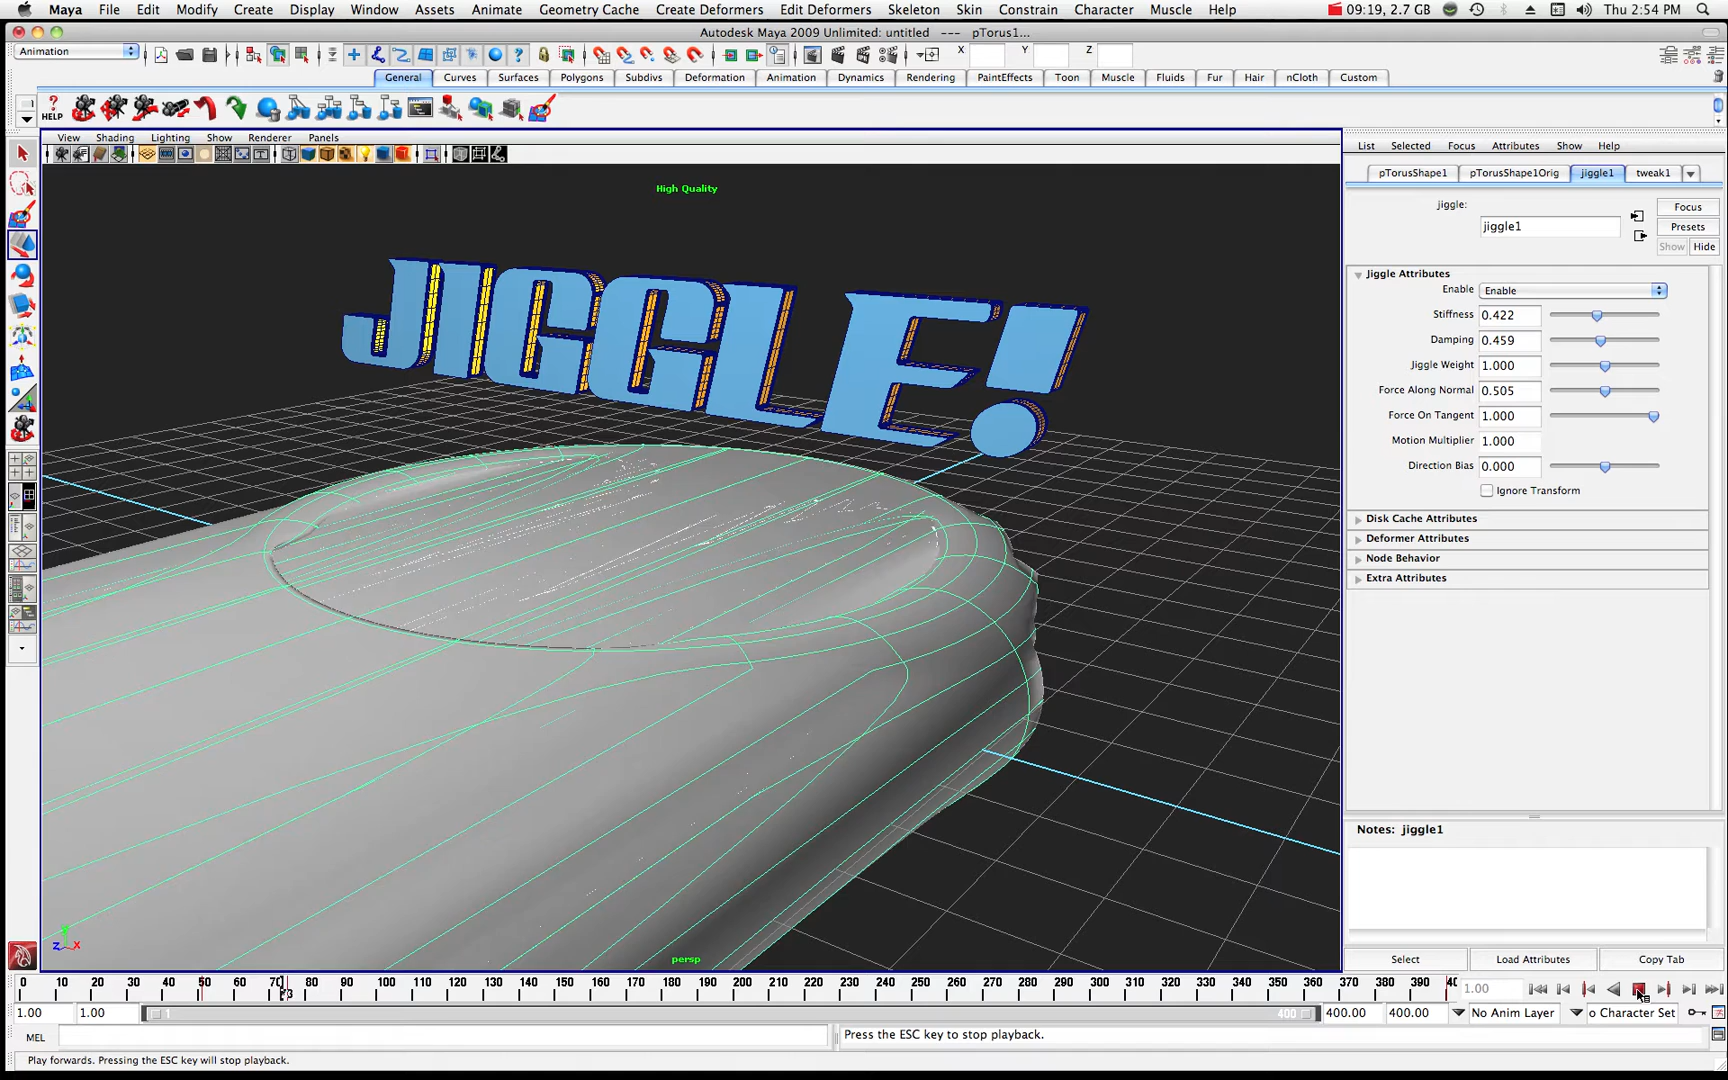 Maya File Edit Modify Create Display Window Assets Animate Geometry Cache Create Deformers Edit Deformers Skeleton Skin Constrain Character Muscle Help 09:19, 2.7 GB Thu 2:54 PM
Autodesk Maya 2009 Unlimited: untitled --- pTorus1...
Animation X Y Z
General Curves Surfaces Polygons Subdivs Deformation Animation Dynamics Rendering PaintEffects Toon Muscle Fluids Fur Hair nCloth Custom
HELP
View Shading Lighting Show Renderer Panels
List Selected Focus Attributes Show Help
High Quality
pTorusShape1 pTorusShape1Orig jiggle1 tweak1
jiggle: jiggle1
Focus
Presets
Show Hide
JIGGLE!
Jiggle Attributes
Enable Enable
Stiffness 0.422
Damping 0.459
Jiggle Weight 1.000
Force Along Normal 0.505
Force On Tangent 1.000
Motion Multiplier 1.000
Direction Bias 0.000
Ignore Transform
Disk Cache Attributes
Deformer Attributes
Node Behavior
Extra Attributes
Notes: jiggle1
Y
Z X
persp
Select Load Attributes Copy Tab
0 10 20 30 40 50 60 70 80 90 100 110 120 130 140 150 160 170 180 190 200 210 220 230 240 250 260 270 280 290 300 310 320 330 340 350 360 370 380 390 40 1.00
1.00 1.00 1 400 400.00 400.00 No Anim Layer o Character Set
MEL Press the ESC key to stop playback.
Play forwards. Pressing the ESC key will stop playback.